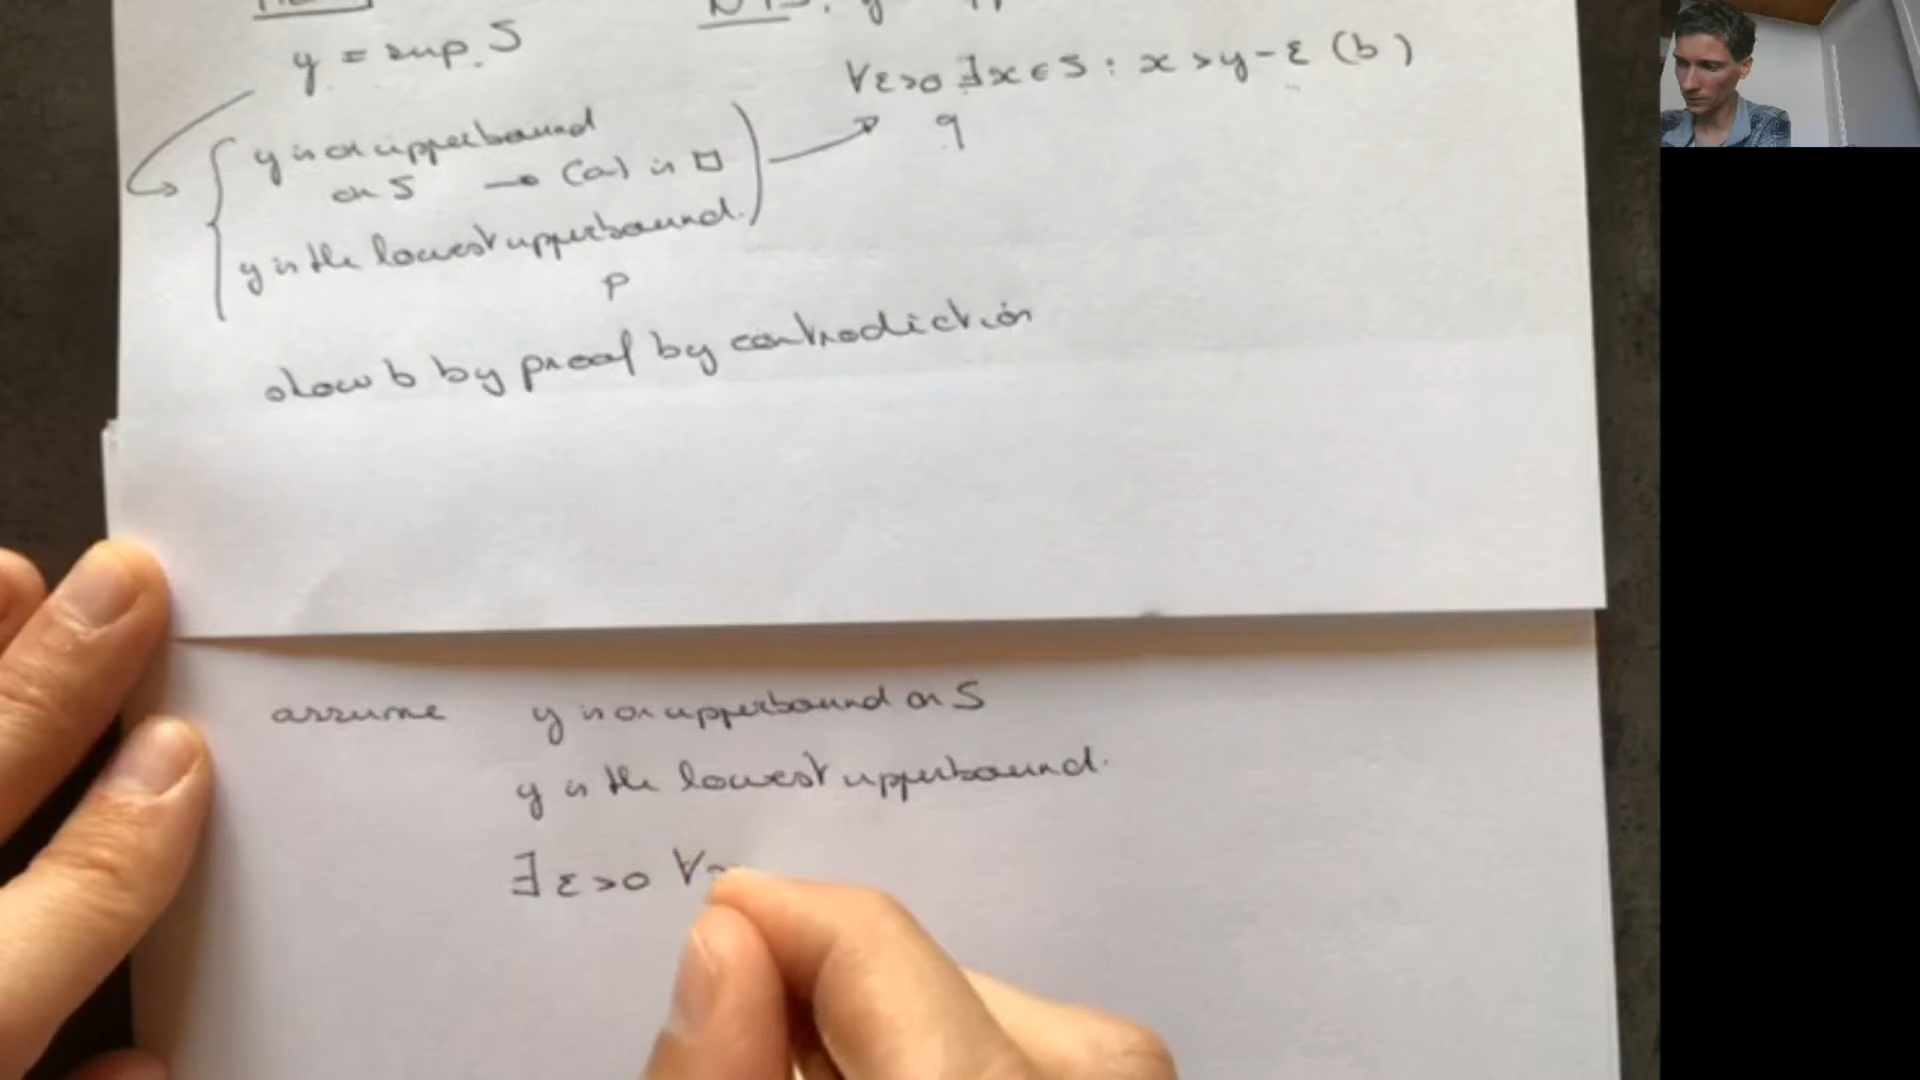 y = sup. S
∀ε>0 ∃x∈S : x>y-ε (b)
q
y is an upperbound
on S → (a) is □
y is the lowest upperbound.
p
show b by proof by contradiction
assume y is an upperbound on S
y is the lowest upperbound.
∃ε>0 ∀